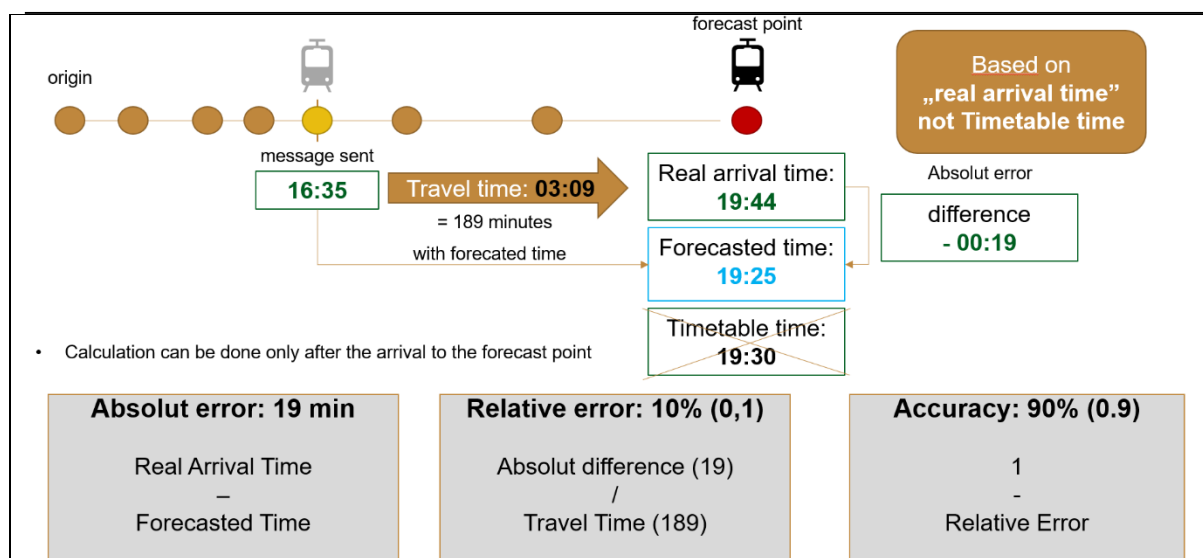 forecast point
origin
Based on
„real arrival time”
not Timetable time
message sent
16:35
Travel time: 03:09
= 189 minutes
with forecated time
Real arrival time:
19:44
Forecasted time:
19:25
Timetable time:
19:30
Absolut error
difference
- 00:19
• Calculation can be done only after the arrival to the forecast point
Absolut error: 19 min
Real Arrival Time
–
Forecasted Time
Relative error: 10% (0,1)
Absolut difference (19)
/
Travel Time (189)
Accuracy: 90% (0.9)
1
-
Relative Error